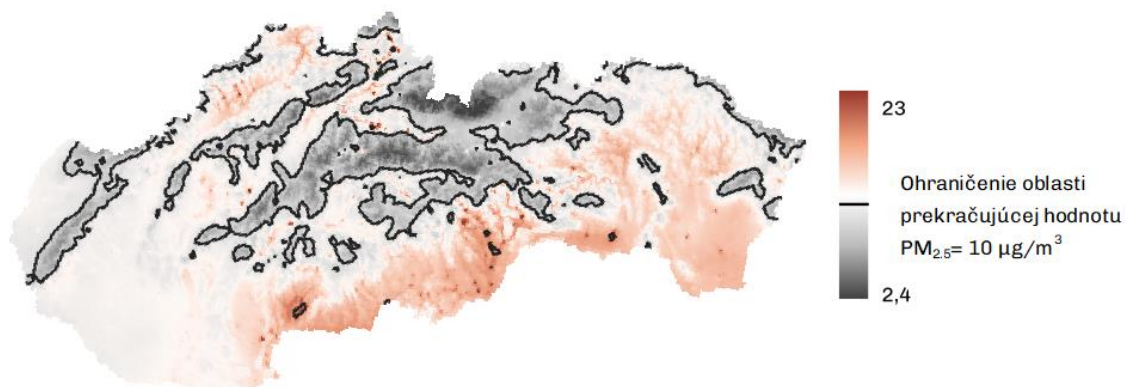 23
Ohraničenie oblasti
prekračujúcej hodnotu
PM₂.₅= 10 µg/m³
2,4